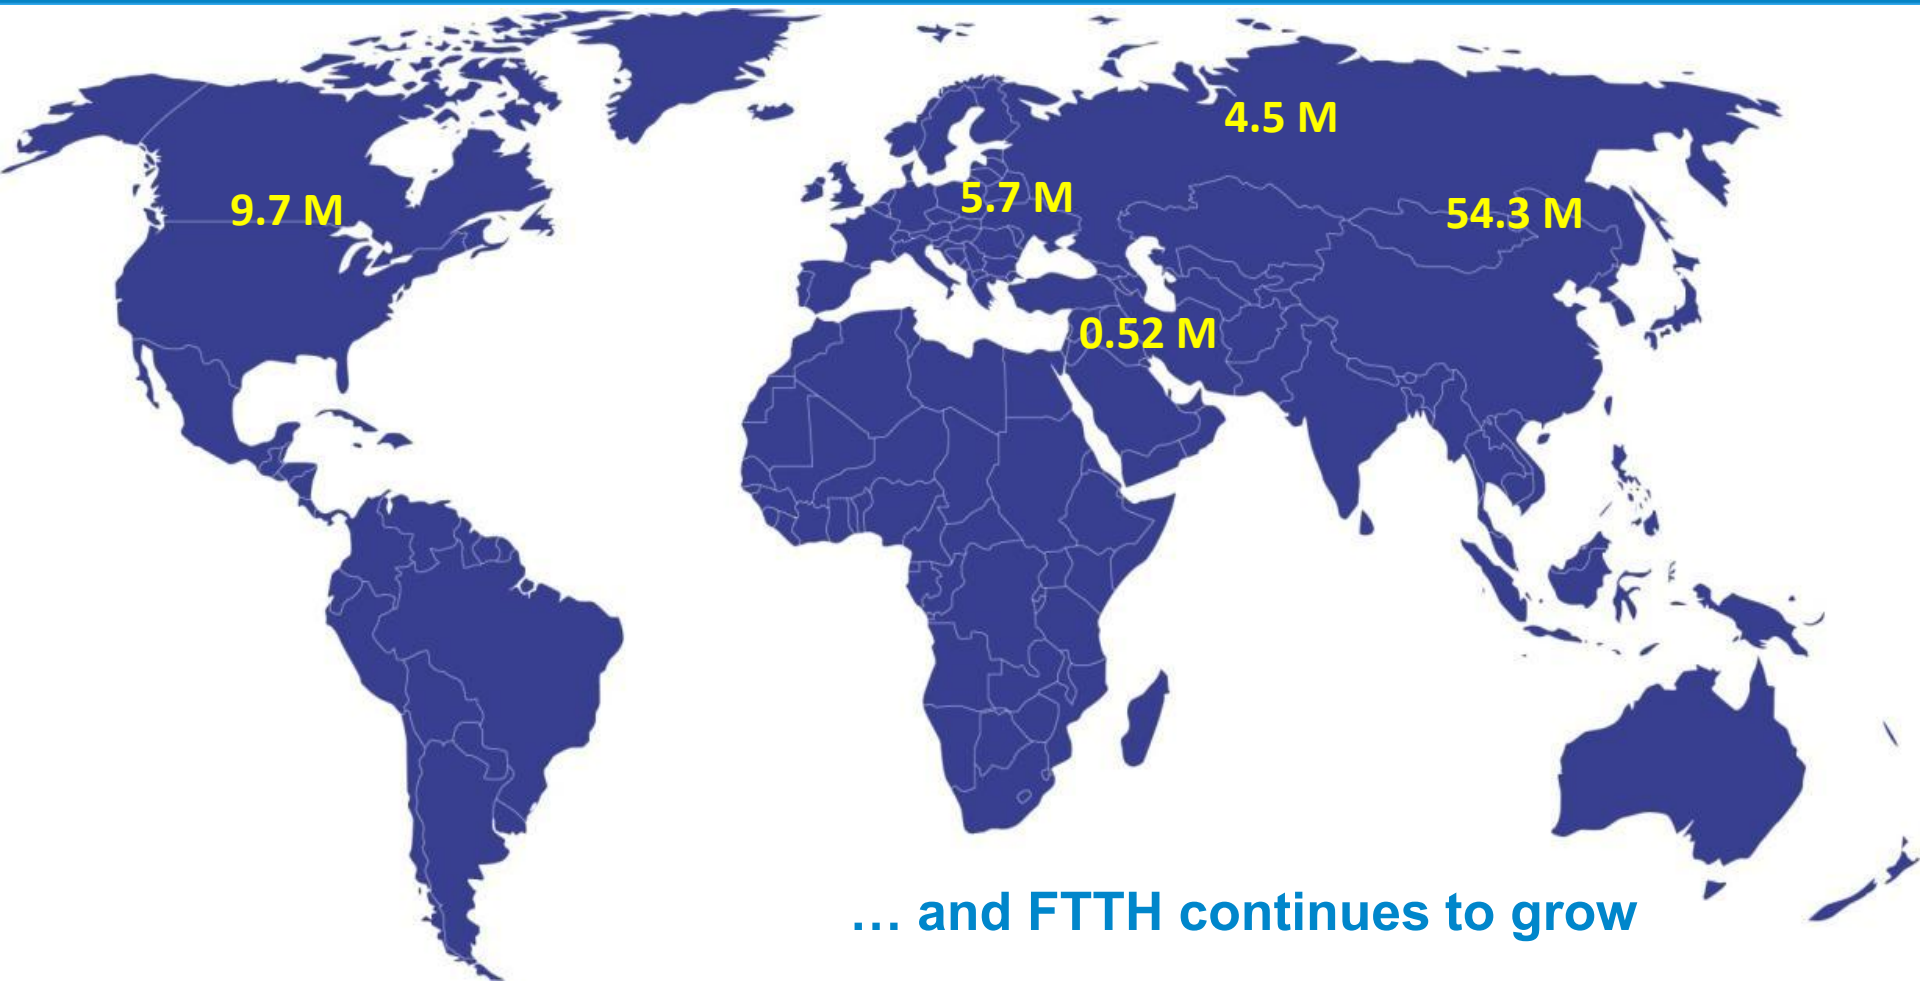 4.5 M
5.7 M
9.7 M
54.3 M
0.52 M
... and FTTH continues to grow